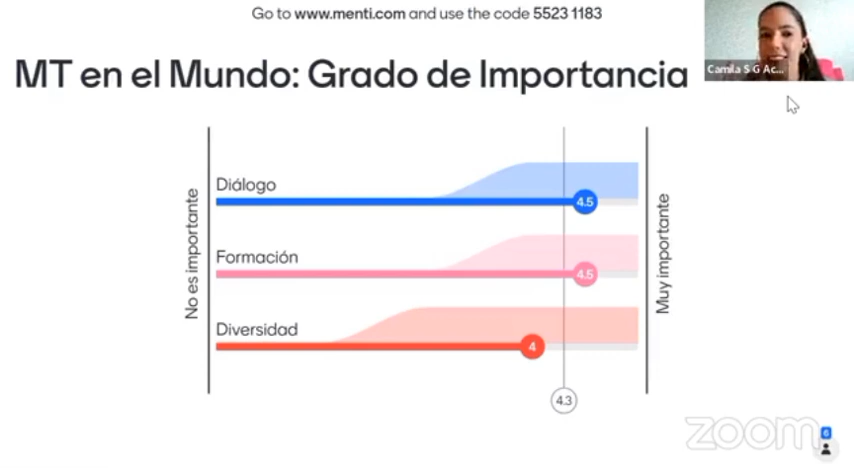 Go to www.menti.com and use the code 5523 1183
Camila S G Ac...
MT en el Mundo: Grado de Importancia
No es importante
Diálogo
4.5
Formación
4.5
Diversidad
4
4.3
Muy importante
zoom
6